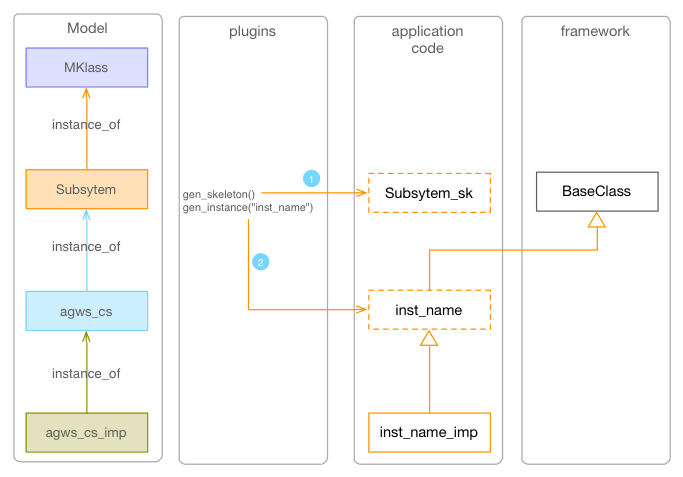 Model
MKlass
instance_of
Subsytem
instance_of
agws_cs
instance_of
agws_cs_imp
plugins
gen_skeleton()
gen_instance("inst_name")
1
2
application
code
Subsytem_sk
inst_name
inst_name_imp
framework
BaseClass